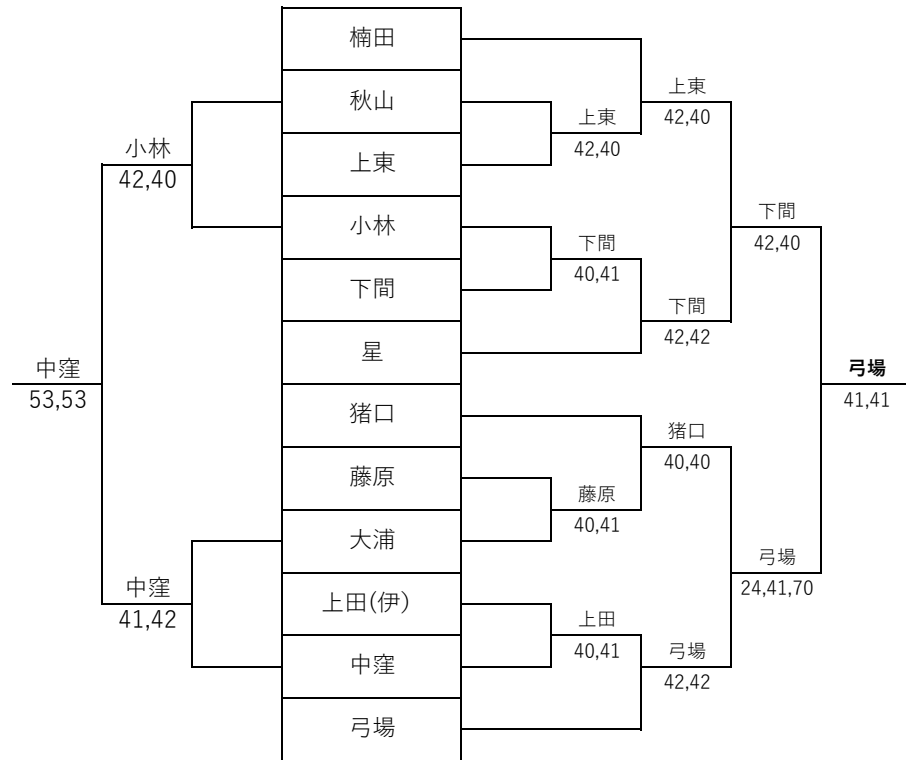 楠田
秋山
上東
小林
下間
星
猪口
藤原
大浦
上田(伊)
中窪
弓場
小林
42,40
中窪
53,53
中窪
41,42
上東
42,40
下間
40,41
藤原
40,41
上田
40,41
上東
42,40
下間
42,42
猪口
40,40
弓場
42,42
下間
42,40
弓場
24,41,70
弓場
41,41